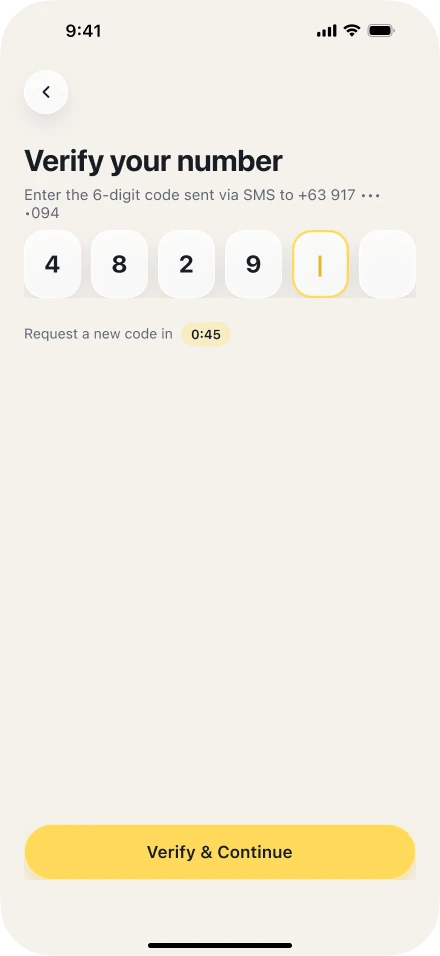 9:41
Verify your number
Enter the 6-digit code sent via SMS to +63 917 •••
•094
4 8 2 9
Request a new code in 0:45
Verify & Continue